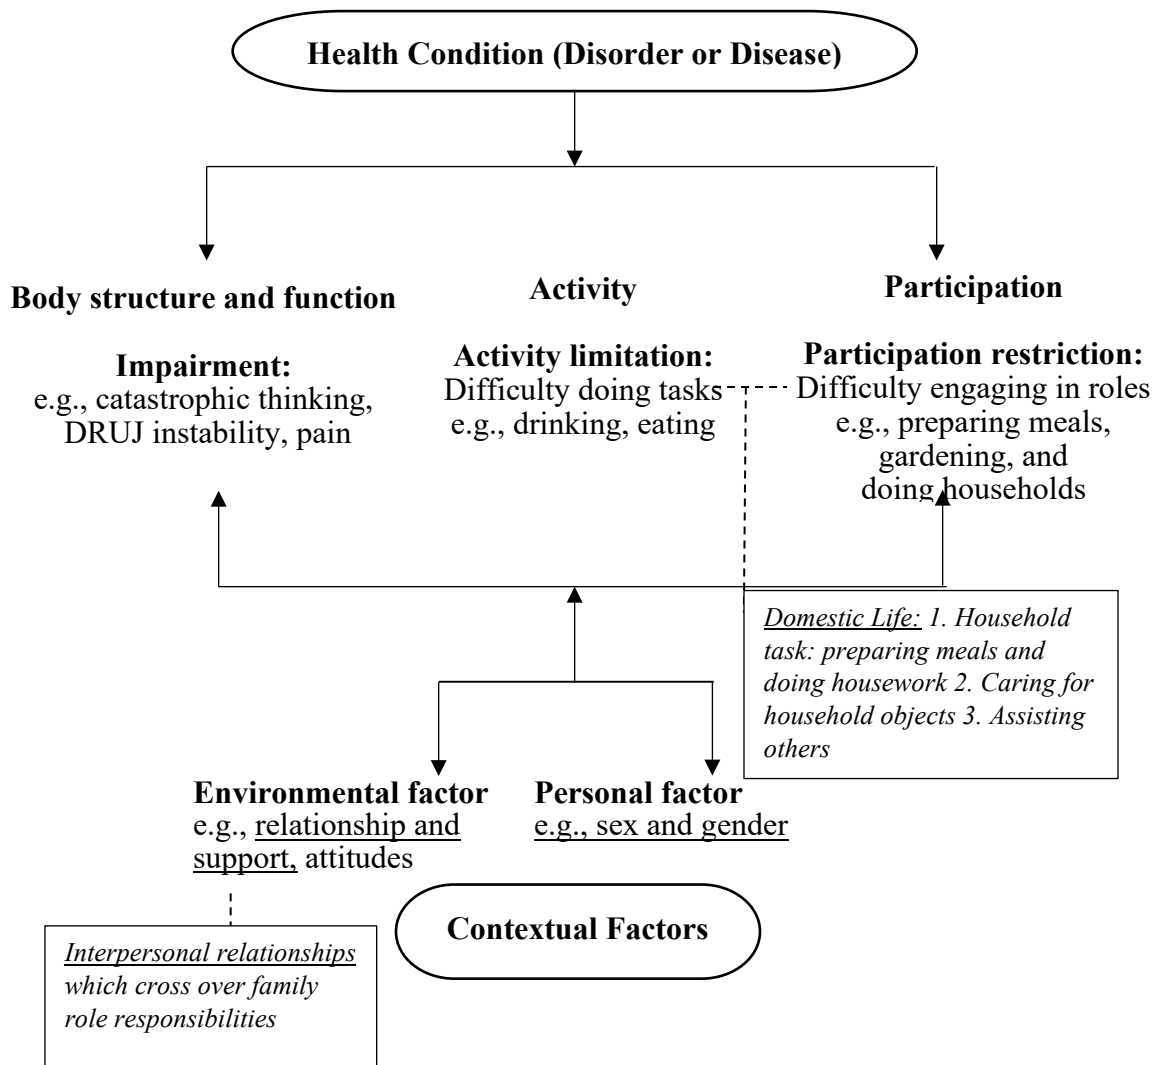 Health Condition (Disorder or Disease)
Body structure and function
Impairment:
e.g., catastrophic thinking,
DRUJ instability, pain
Activity
Activity limitation:
Difficulty doing tasks
e.g., drinking, eating
Participation
Participation restriction:
Difficulty engaging in roles
e.g., preparing meals,
gardening, and
doing households
Domestic Life: 1. Household
task: preparing meals and
doing housework 2. Caring for
household objects 3. Assisting
others
Environmental factor
e.g., relationship and
support, attitudes
Personal factor
e.g., sex and gender
Contextual Factors
Interpersonal relationships
which cross over family
role responsibilities